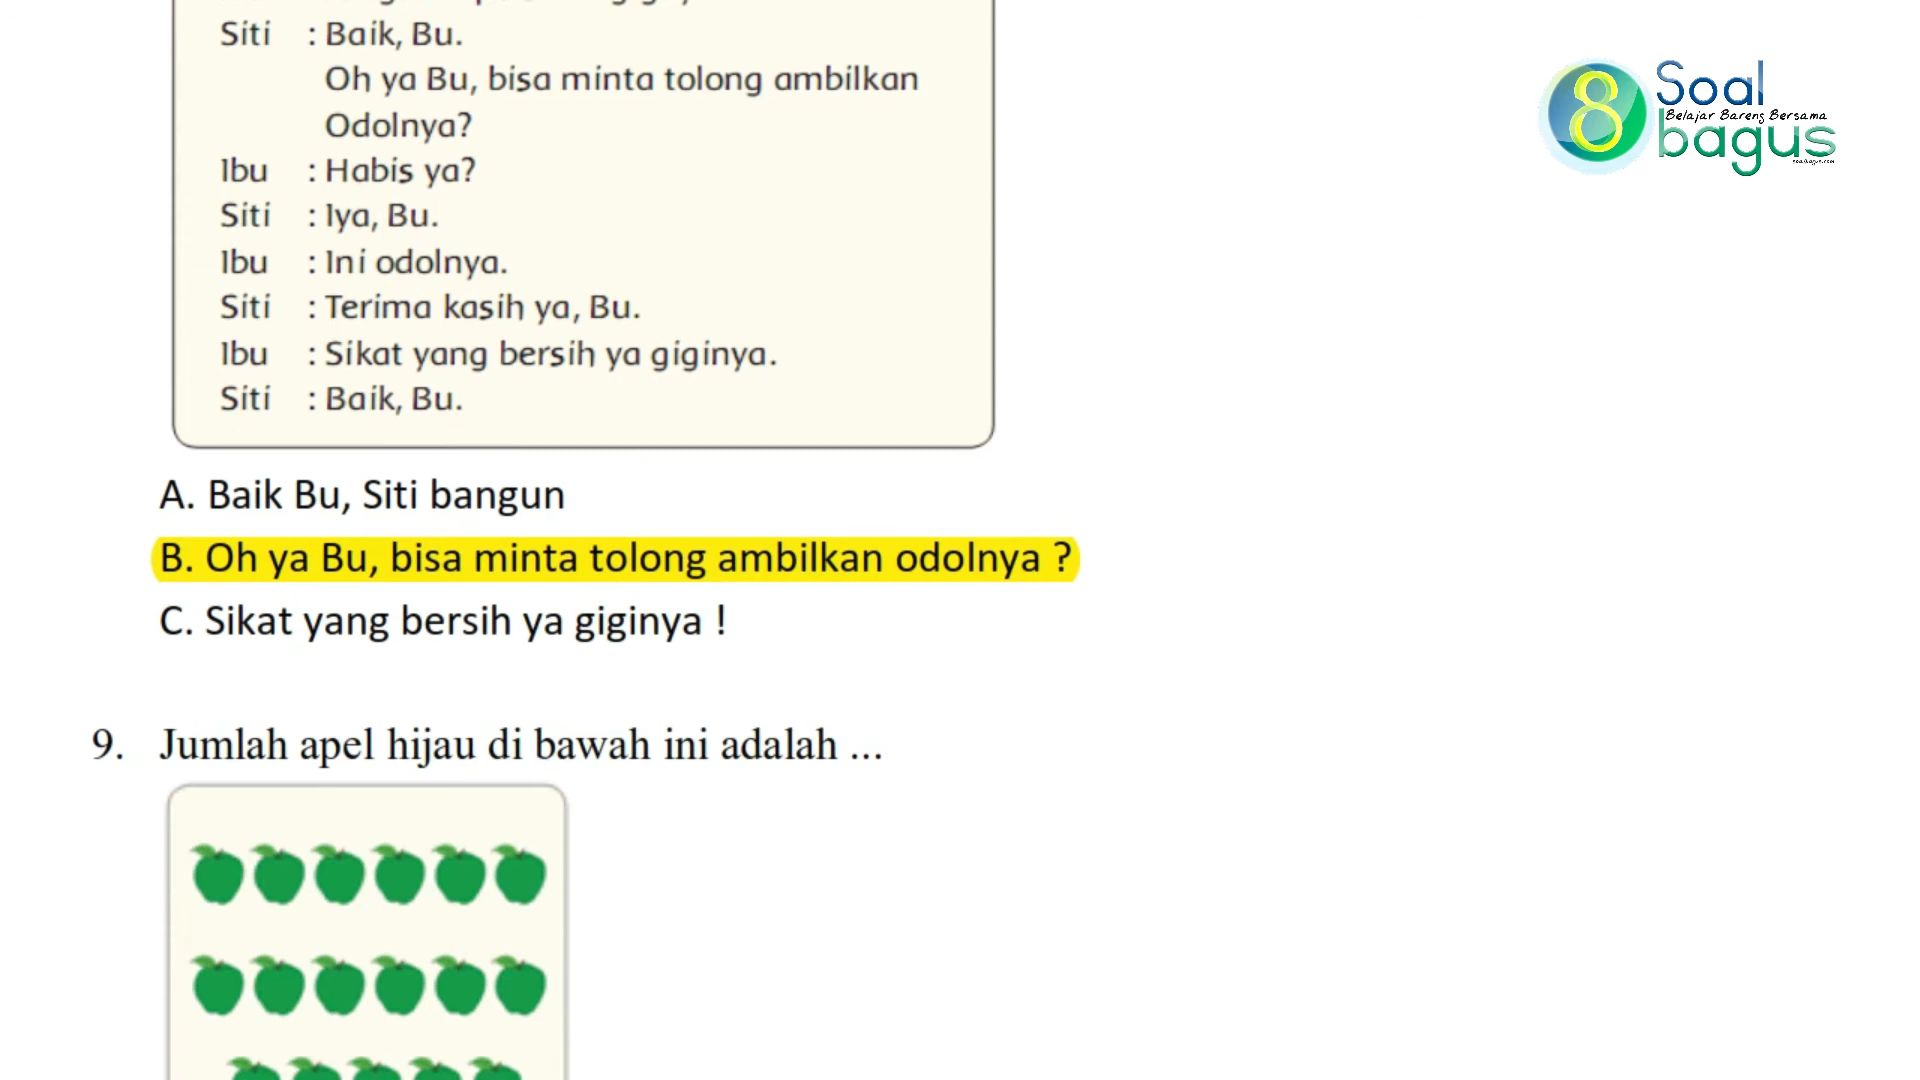 Siti : Baik, Bu.
Oh ya Bu, bisa minta tolong ambilkan
Odolnya?
Ibu : Habis ya?
Siti : Iya, Bu.
Ibu : Ini odolnya.
Siti : Terima kasih ya, Bu.
Ibu : Sikat yang bersih ya giginya.
Siti : Baik, Bu.
A. Baik Bu, Siti bangun
B. Oh ya Bu, bisa minta tolong ambilkan odolnya ?
C. Sikat yang bersih ya giginya !
9. Jumlah apel hijau di bawah ini adalah ...
8
Soal
Belajar Bareng Bersama
bagus